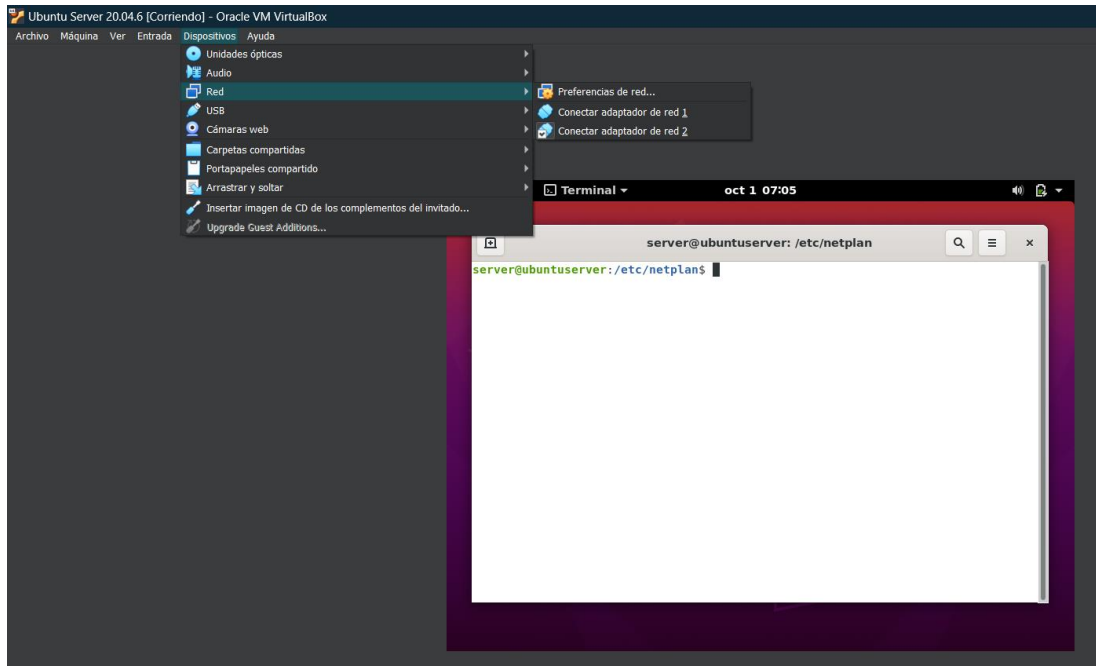 Ubuntu Server 20.04.6 [Corriendo] - Oracle VM VirtualBox
Archivo Máquina Ver Entrada Dispositivos Ayuda
Unidades ópticas
Audio
Red
USB
Cámaras web
Carpetas compartidas
Portapapeles compartido
Arrastrar y soltar
Insertar imagen de CD de los complementos del invitado...
Upgrade Guest Additions...
Preferencias de red...
Conectar adaptador de red 1
Conectar adaptador de red 2
Terminal oct 1 07:05
server@ubuntuserver: /etc/netplan
server@ubuntuserver:/etc/netplan$